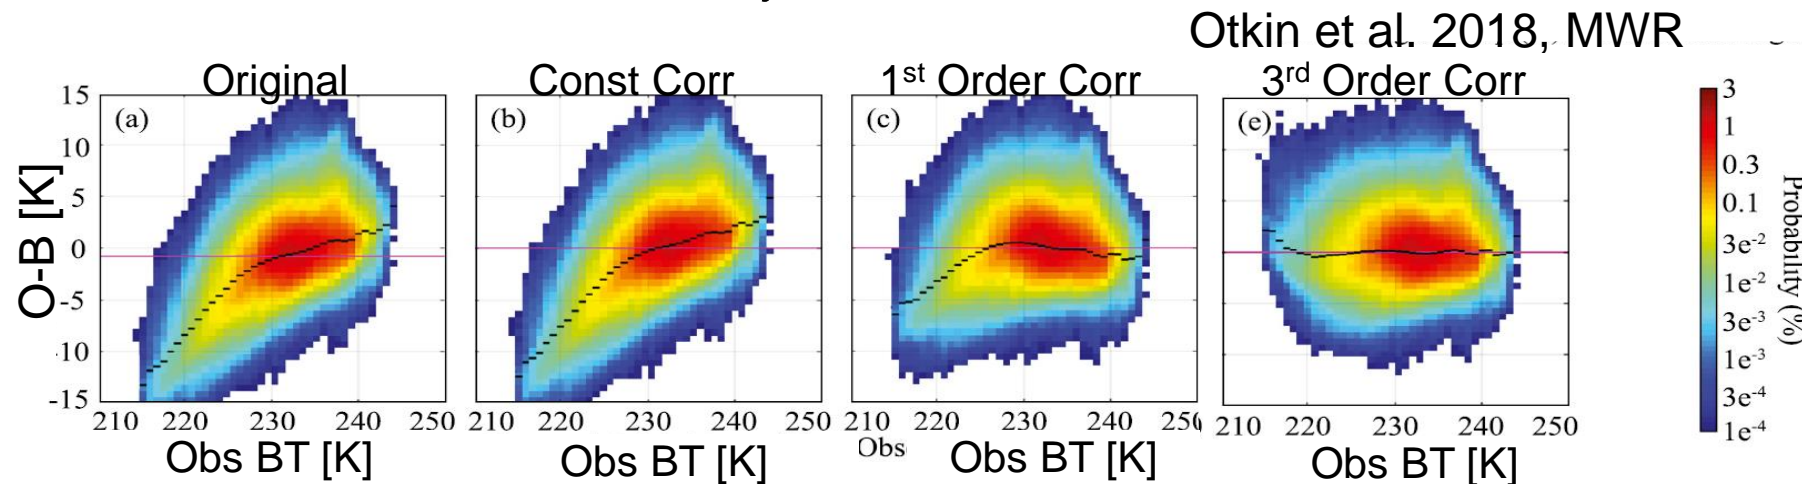 Otkin et al. 2018, MWR
Original
Const Corr
1st Order Corr
3rd Order Corr
(a)
(b)
(c)
(e)
O-B [K]
15
10
5
0
-5
-10
-15
210 220 230 240 250
210 220 230 240 250
210 220 230 240 250
210 220 230 240 250
Obs BT [K]
Obs BT [K]
Obs
Obs BT [K]
Obs BT [K]
3
1
0.3
0.1
3e-2
1e-2
3e-3
1e-3
3e-4
1e-4
Probability (%)